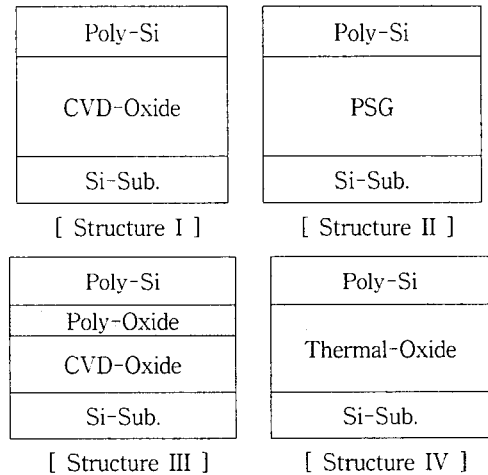 Poly-Si
CVD-Oxide
Si-Sub.
[ Structure I ]
Poly-Si
PSG
Si-Sub.
[ Structure II ]
Poly-Si
Poly-Oxide
CVD-Oxide
Si-Sub.
[ Structure III ]
Poly-Si
Thermal-Oxide
Si-Sub.
[ Structure IV ]